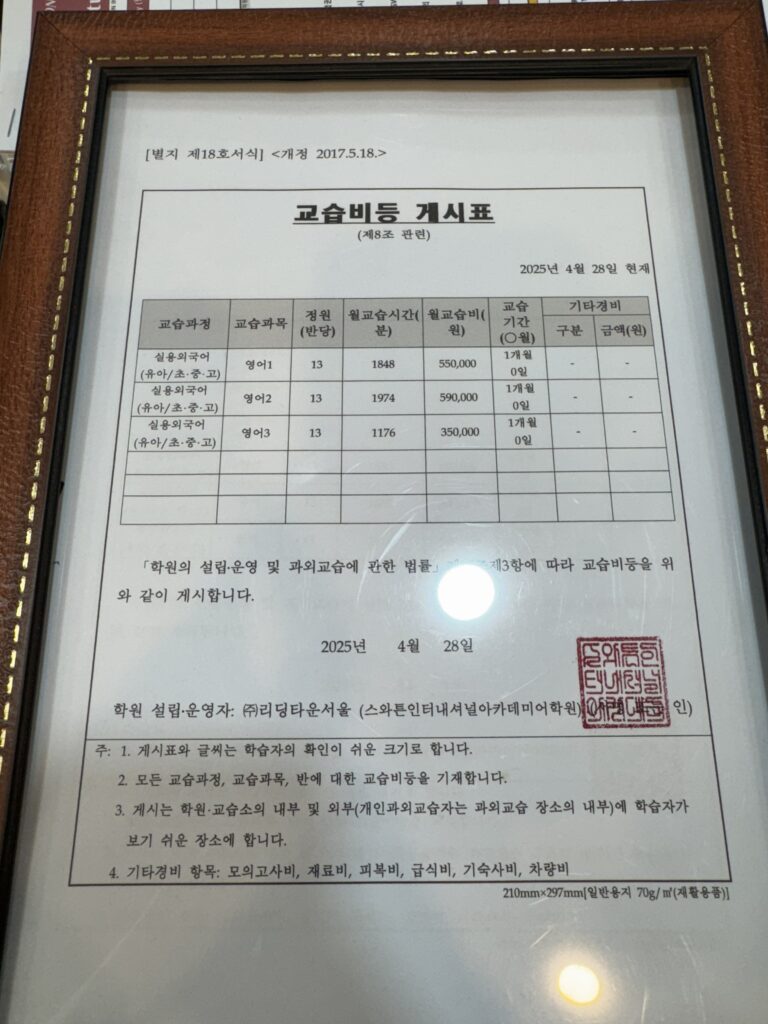 [별지 제18호서식] <개정 2017.5.18.>
교습비등 게시표
(제8조 관련)
2025년 4월 28일 현재
교습과정 교습과목 정원(반당) 월교습시간(분) 월교습비(원) 교습기간(○월) 기타경비
구분 금액(원)
실용외국어(유아/초·중·고) 영어1 13 1848 550,000 1개월 0일 - -
실용외국어(유아/초·중·고) 영어2 13 1974 590,000 1개월 0일 - -
실용외국어(유아/초·중·고) 영어3 13 1176 350,000 1개월 0일 - -
「학원의 설립·운영 및 과외교습에 관한 법률」 제3항에 따라 교습비등을 위
와 같이 게시합니다.
2025년 4월 28일
학원 설립·운영자: ㈜리딩타운서울 (스와튼인터내셔널아카데미어학원) 인)
주: 1. 게시표와 글씨는 학습자의 확인이 쉬운 크기로 합니다.
2. 모든 교습과정, 교습과목, 반에 대한 교습비등을 기재합니다.
3. 게시는 학원·교습소의 내부 및 외부(개인과외교습자는 과외교습 장소의 내부)에 학습자가
보기 쉬운 장소에 합니다.
4. 기타경비 항목: 모의고사비, 재료비, 피복비, 급식비, 기숙사비, 차량비
210mm×297mm[일반용지 70g/㎡(재활용품)]